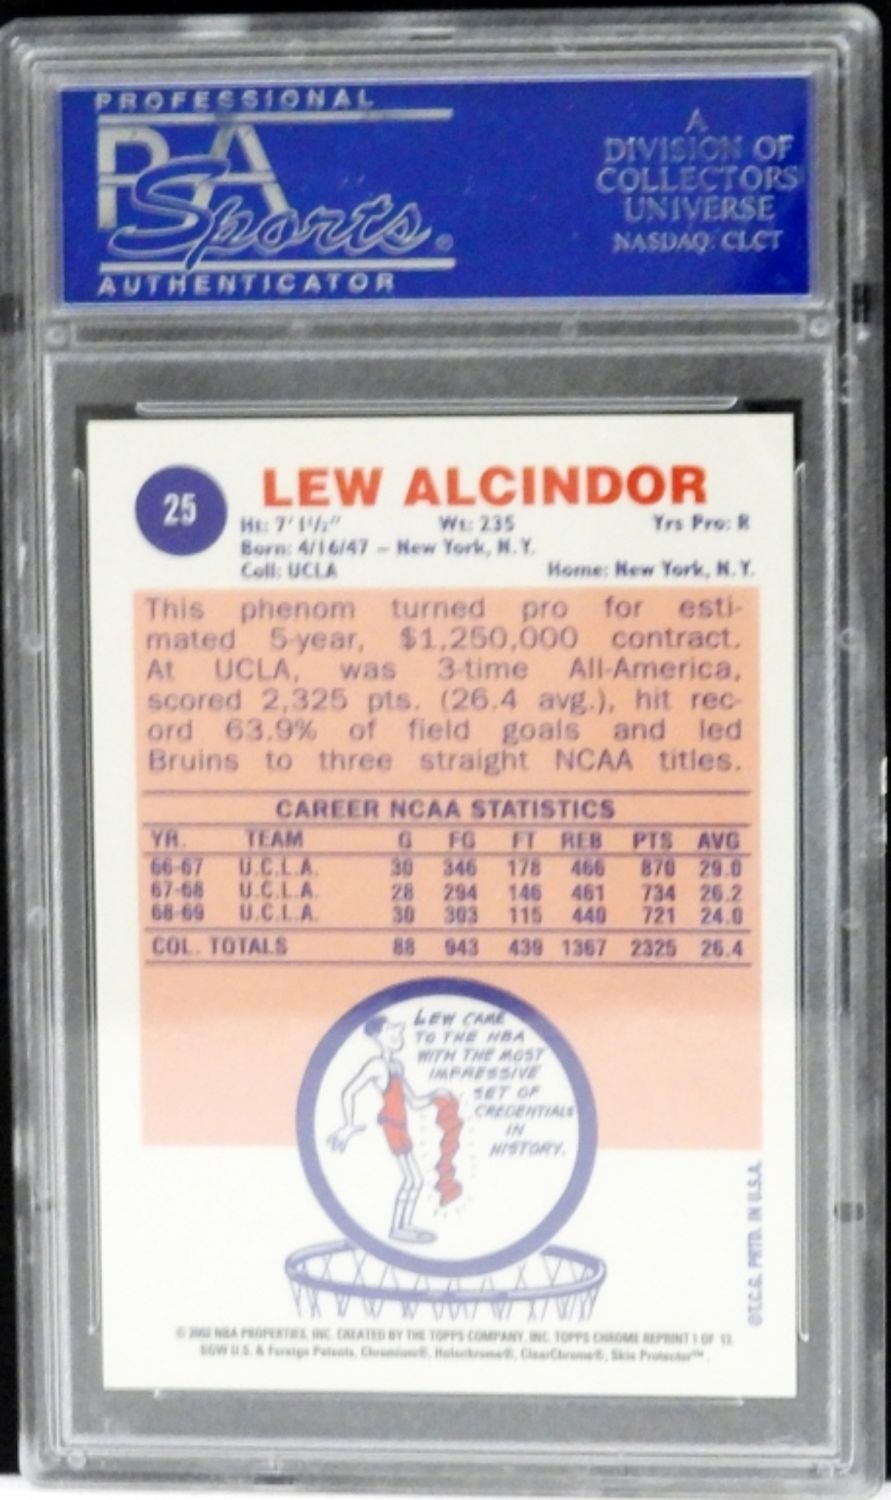 PROFESSIONAL
PSA
Sports®
AUTHENTICATOR
A
DIVISION OF
COLLECTORS
UNIVERSE
NASDAQ: CLCT
25
LEW ALCINDOR
Ht: 7' 1½" Wt: 235 Yrs Pro: R
Born: 4/16/47 – New York, N.Y.
Coll: UCLA Home: New York, N.Y.
This phenom turned pro for esti-
mated 5-year, $1,250,000 contract.
At UCLA, was 3-time All-America,
scored 2,325 pts. (26.4 avg.), hit rec-
ord 63.9% of field goals and led
Bruins to three straight NCAA titles.
CAREER NCAA STATISTICS
YR. TEAM G FG FT REB PTS AVG
66-67 U.C.L.A. 30 346 178 466 870 29.0
67-68 U.C.L.A. 28 294 146 461 734 26.2
68-69 U.C.L.A. 30 303 115 440 721 24.0
COL. TOTALS 88 943 439 1367 2325 26.4
LEW CAME
TO THE NBA
WITH THE MOST
IMPRESSIVE
SET OF
CREDENTIALS
IN
HISTORY.
©T.C.G. PRTD. IN U.S.A.
© 2002 NBA PROPERTIES, INC. CREATED BY THE TOPPS COMPANY, INC. TOPPS CHROME REPRINT 1 OF 13.
SGW U.S. & Foreign Patents, Chromium®, Holochrome®, ClearChrome®, Skin Protector™.